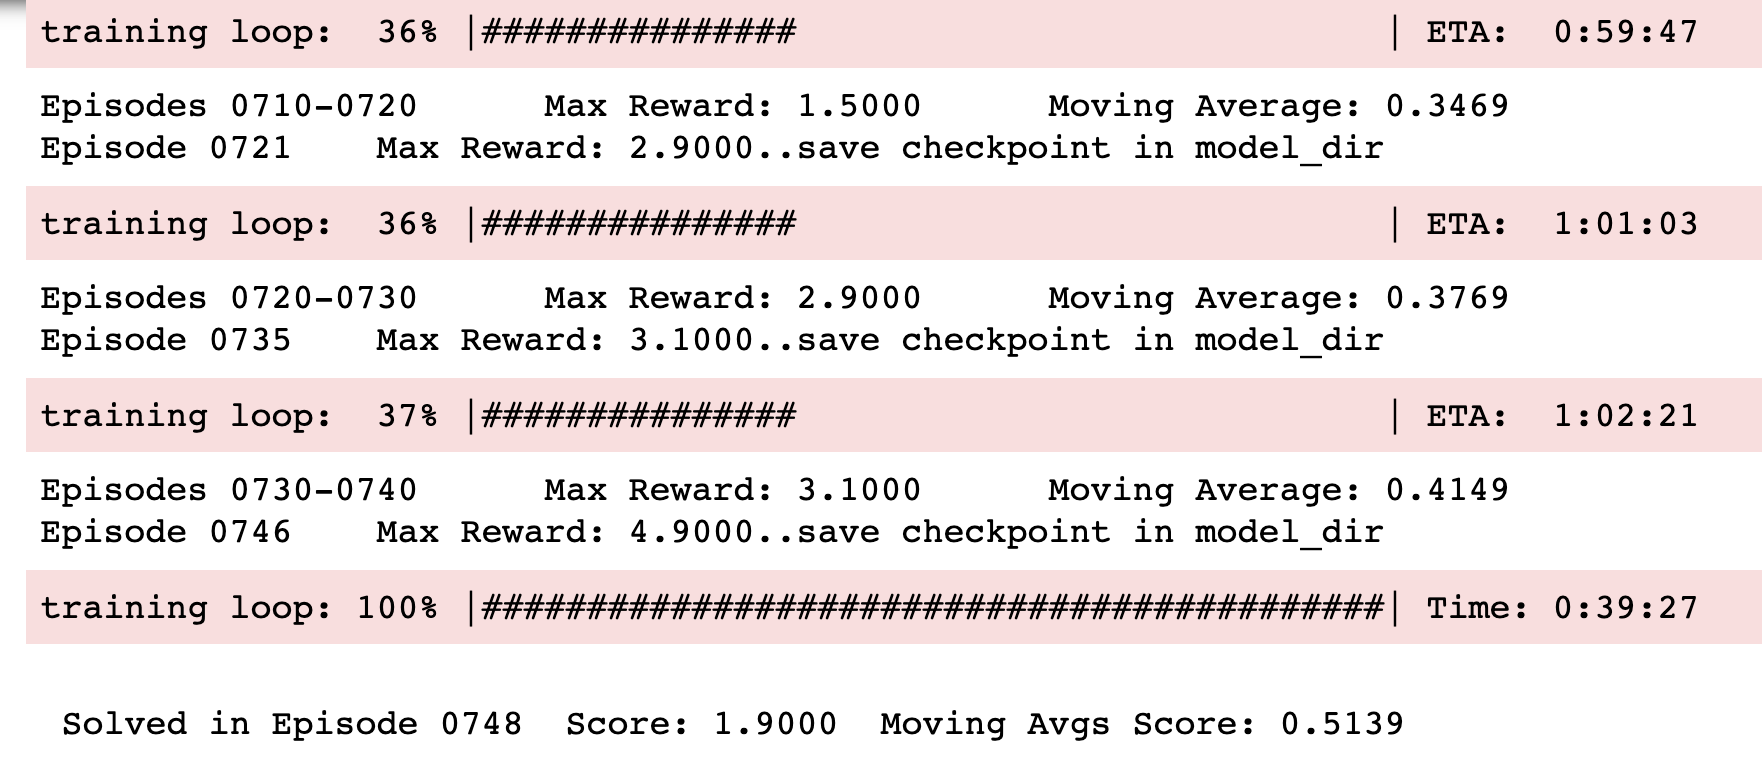 training loop:  36% |###############                            | ETA:  0:59:47
Episodes 0710-0720      Max Reward: 1.5000      Moving Average: 0.3469
Episode 0721    Max Reward: 2.9000..save checkpoint in model_dir
training loop:  36% |###############                            | ETA:  1:01:03
Episodes 0720-0730      Max Reward: 2.9000      Moving Average: 0.3769
Episode 0735    Max Reward: 3.1000..save checkpoint in model_dir
training loop:  37% |###############                            | ETA:  1:02:21
Episodes 0730-0740      Max Reward: 3.1000      Moving Average: 0.4149
Episode 0746    Max Reward: 4.9000..save checkpoint in model_dir
training loop: 100% |###########################################| Time: 0:39:27
Solved in Episode 0748  Score: 1.9000  Moving Avgs Score: 0.5139